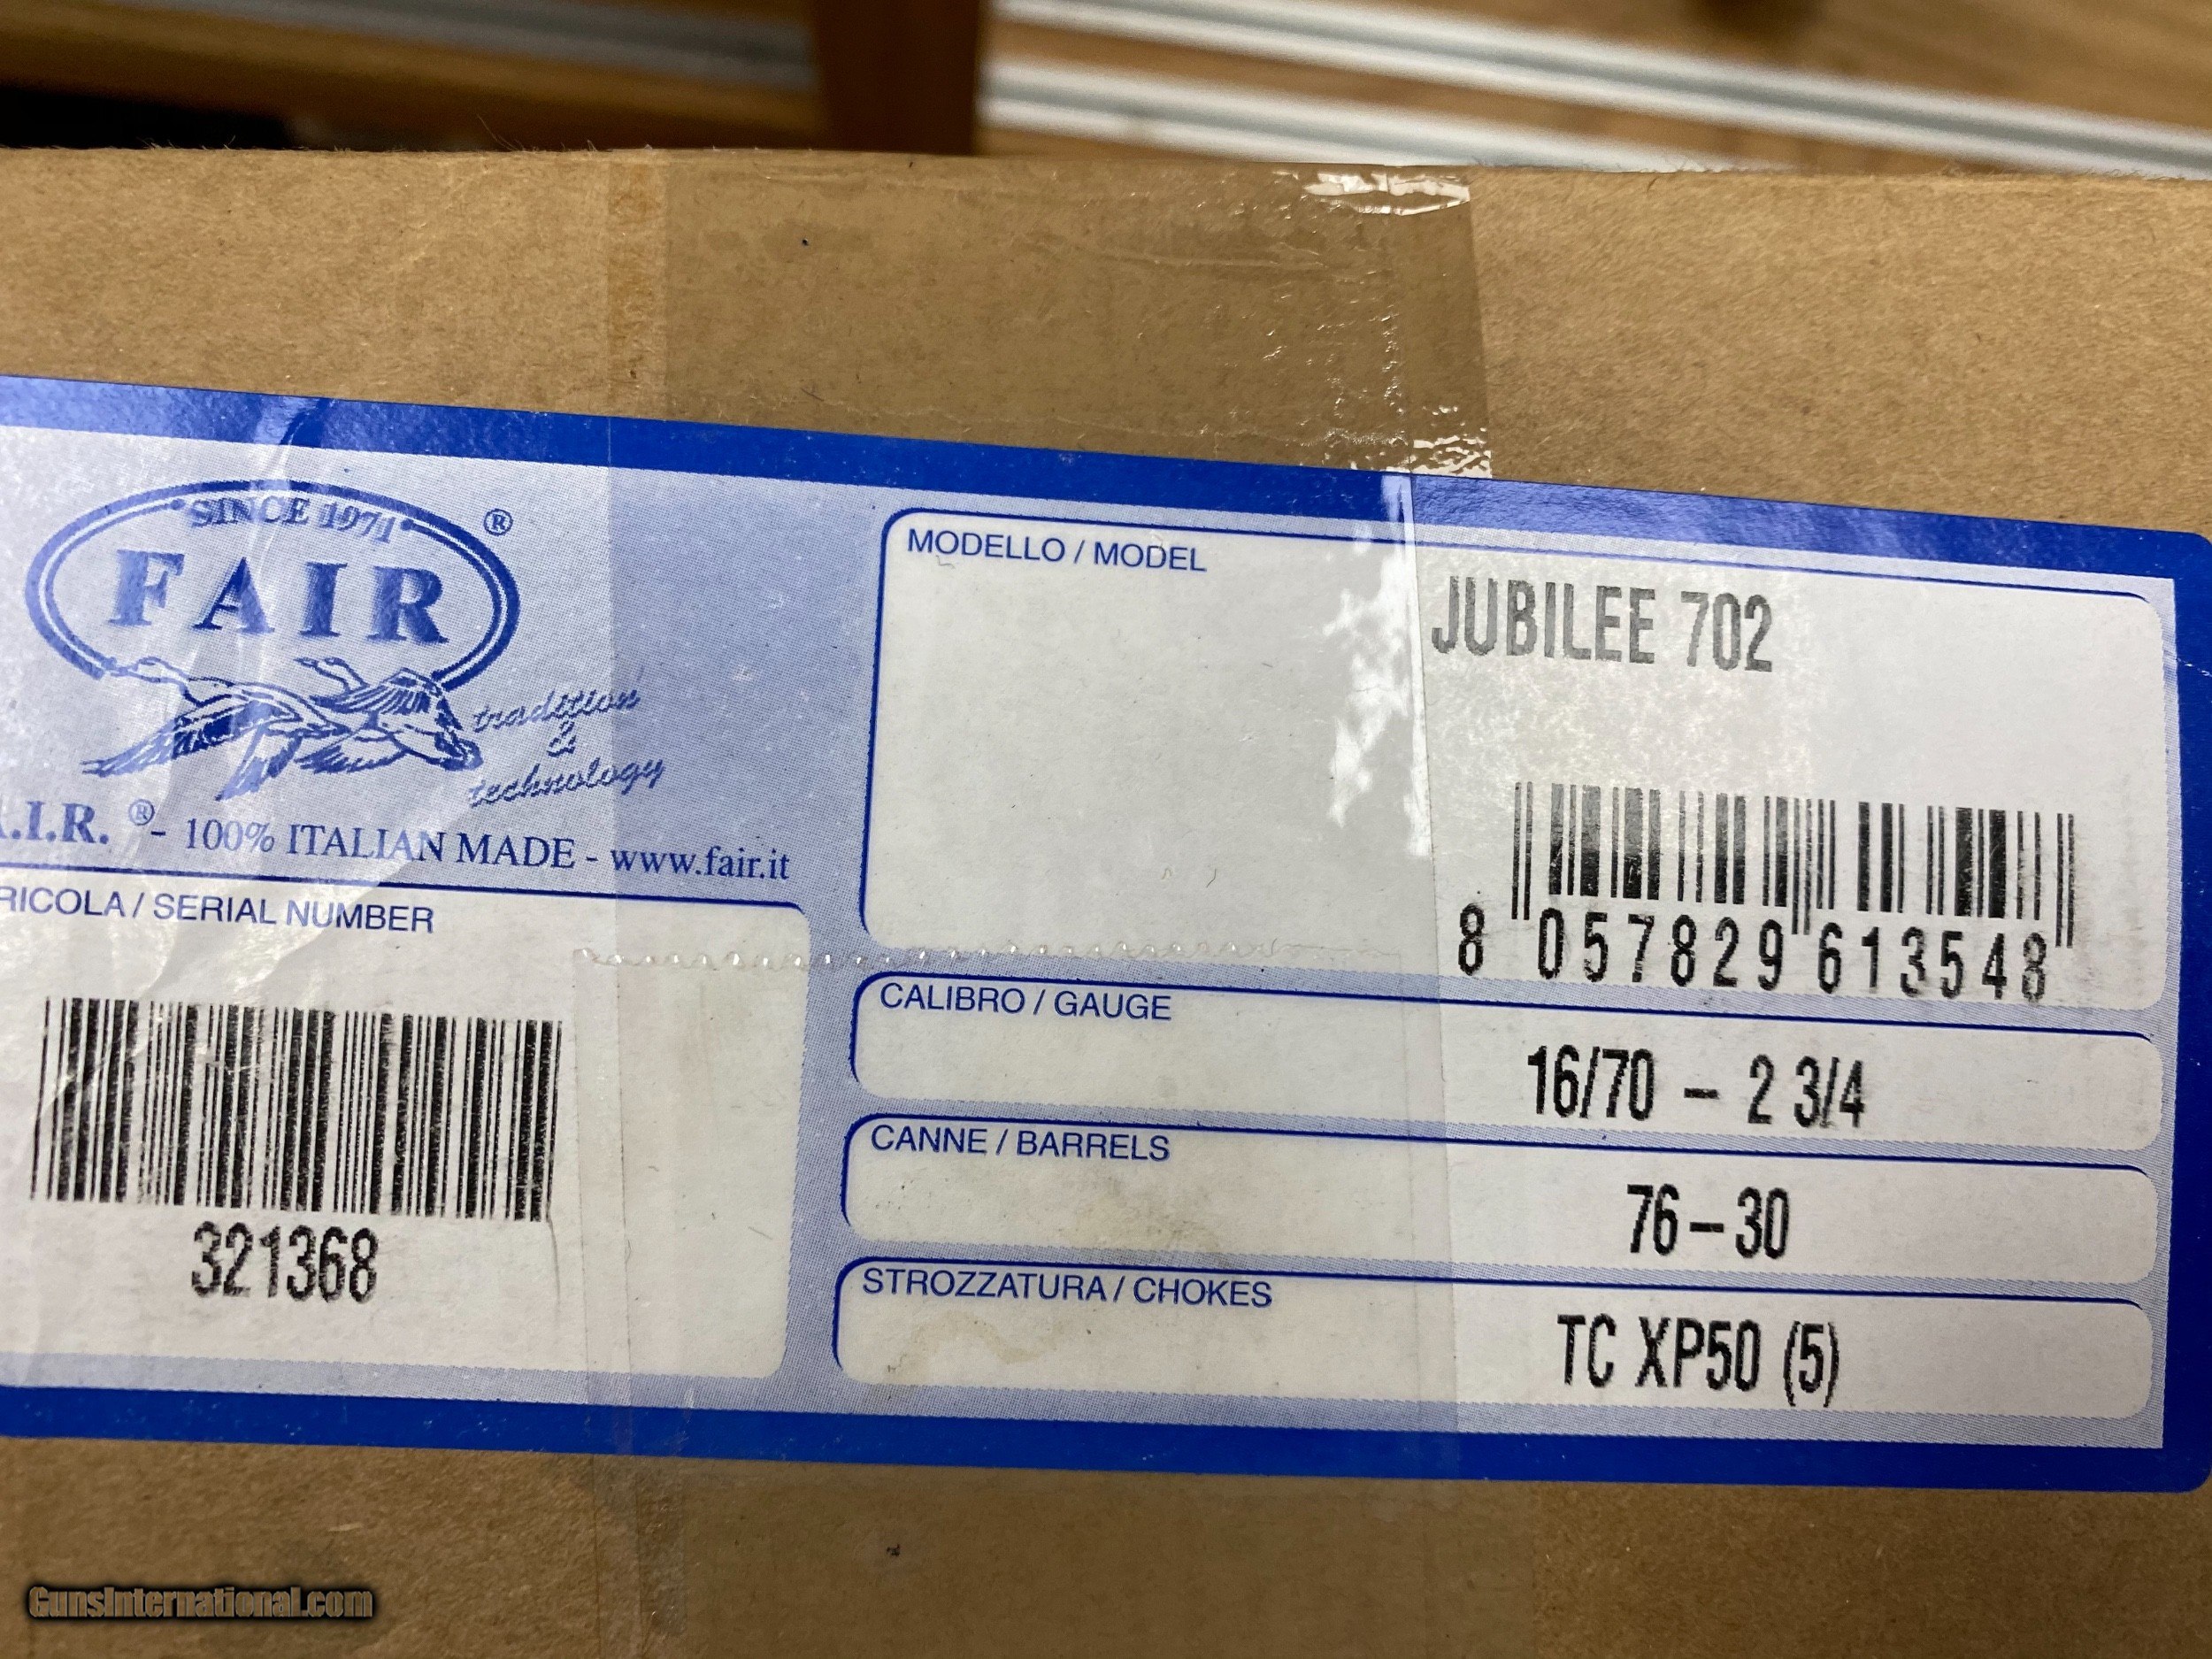 SINCE 1971 ®
FAIR
tradition
&
technology
.I.R. ® - 100% ITALIAN MADE - www.fair.it
RICOLA / SERIAL NUMBER
321368
MODELLO / MODEL
JUBILEE 702
8 057829 613548
CALIBRO / GAUGE
16/70 - 2 3/4
CANNE / BARRELS
76-30
STROZZATURA / CHOKES
TC XP50 (5)
GunsInternational.com